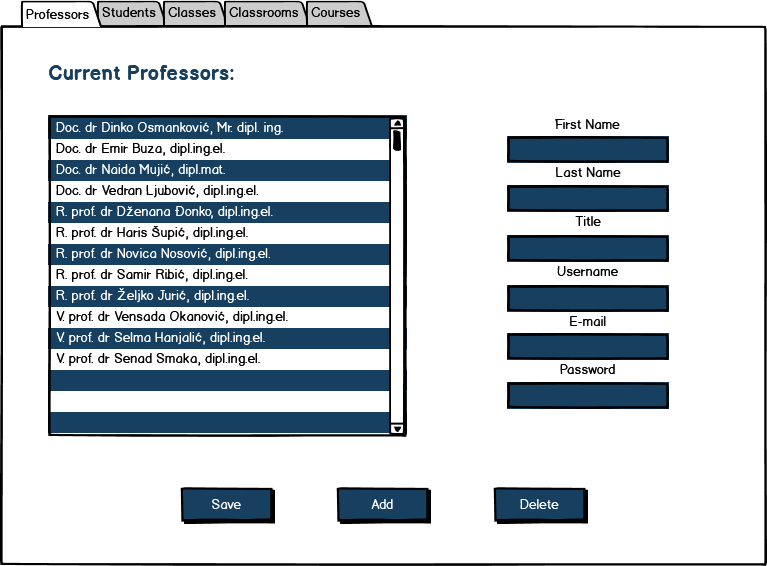 Professors
Students
Classes
Classrooms
Courses
Current Professors:
Doc. dr Dinko Osmanković, Mr. dipl. ing.
Doc. dr Emir Buza, dipl.ing.el.
Doc. dr Naida Mujić, dipl.mat.
Doc. dr Vedran Ljubović, dipl.ing.el.
R. prof. dr Dženana Đonko, dipl.ing.el.
R. prof. dr Haris Šupić, dipl.ing.el.
R. prof. dr Novica Nosović, dipl.ing.el.
R. prof. dr Samir Ribić, dipl.ing.el.
R. prof. dr Željko Jurić, dipl.ing.el.
V. prof. dr Vensada Okanović, dipl.ing.el.
V. prof. dr Selma Hanjalić, dipl.ing.el.
V. prof. dr Senad Smaka, dipl.ing.el.
First Name
Last Name
Title
Username
E-mail
Password
Save
Add
Delete